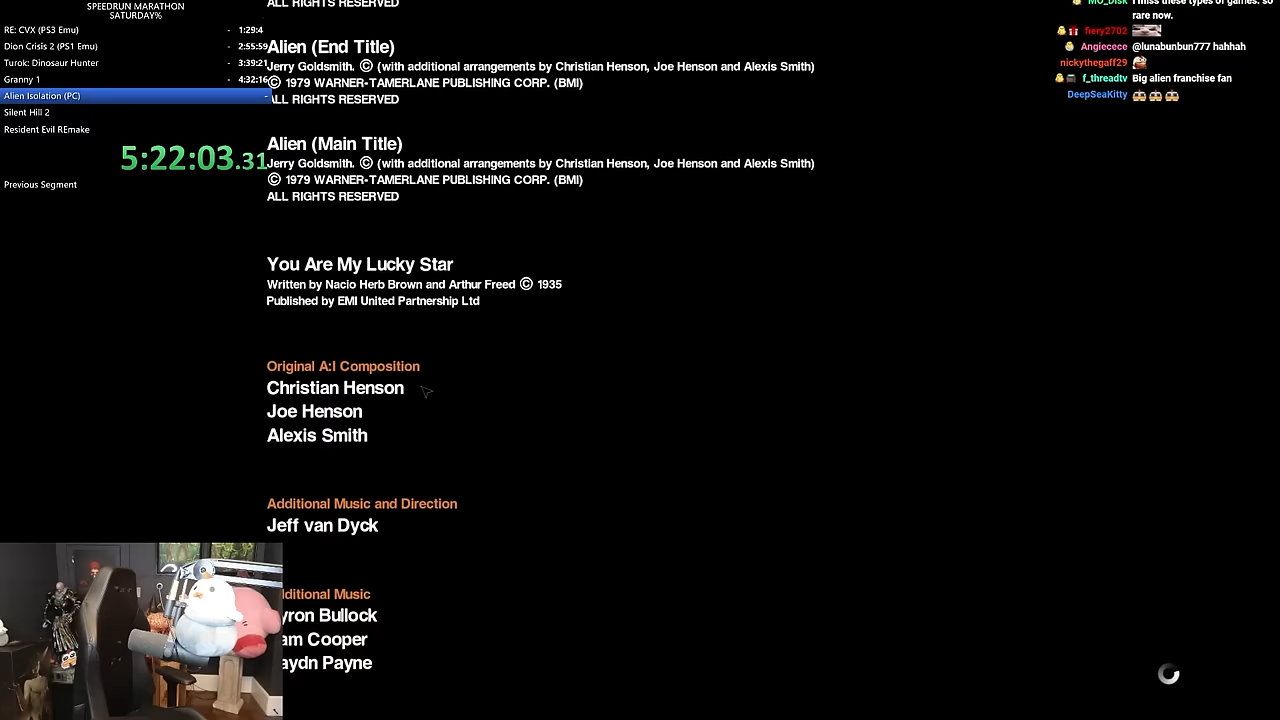 SPEEDRUN MARATHON
SATURDAY%
RE: CVX (PS3 Emu) - 1:29:4
Dion Crisis 2 (PS1 Emu) - 2:55:59
Turok: Dinosaur Hunter - 3:39:21
Granny 1 - 4:32:16
Alien Isolation (PC) -
Silent Hill 2
Resident Evil REmake
5:22:03.31
Previous Segment
ALL RIGHTS RESERVED
Alien (End Title)
Jerry Goldsmith. © (with additional arrangements by Christian Henson, Joe Henson and Alexis Smith)
© 1979 WARNER-TAMERLANE PUBLISHING CORP. (BMI)
ALL RIGHTS RESERVED
Alien (Main Title)
Jerry Goldsmith. © (with additional arrangements by Christian Henson, Joe Henson and Alexis Smith)
© 1979 WARNER-TAMERLANE PUBLISHING CORP. (BMI)
ALL RIGHTS RESERVED
You Are My Lucky Star
Written by Nacio Herb Brown and Arthur Freed © 1935
Published by EMI United Partnership Ltd
Original A:I Composition
Christian Henson
Joe Henson
Alexis Smith
Additional Music and Direction
Jeff van Dyck
dditional Music
yron Bullock
am Cooper
aydn Payne
MO_Disk I miss these types of games. so
rare now.
fiery2702
Angiecece @lunabunbun777 hahhah
nickythegaff29
f_threadtv Big alien franchise fan
DeepSeaKitty